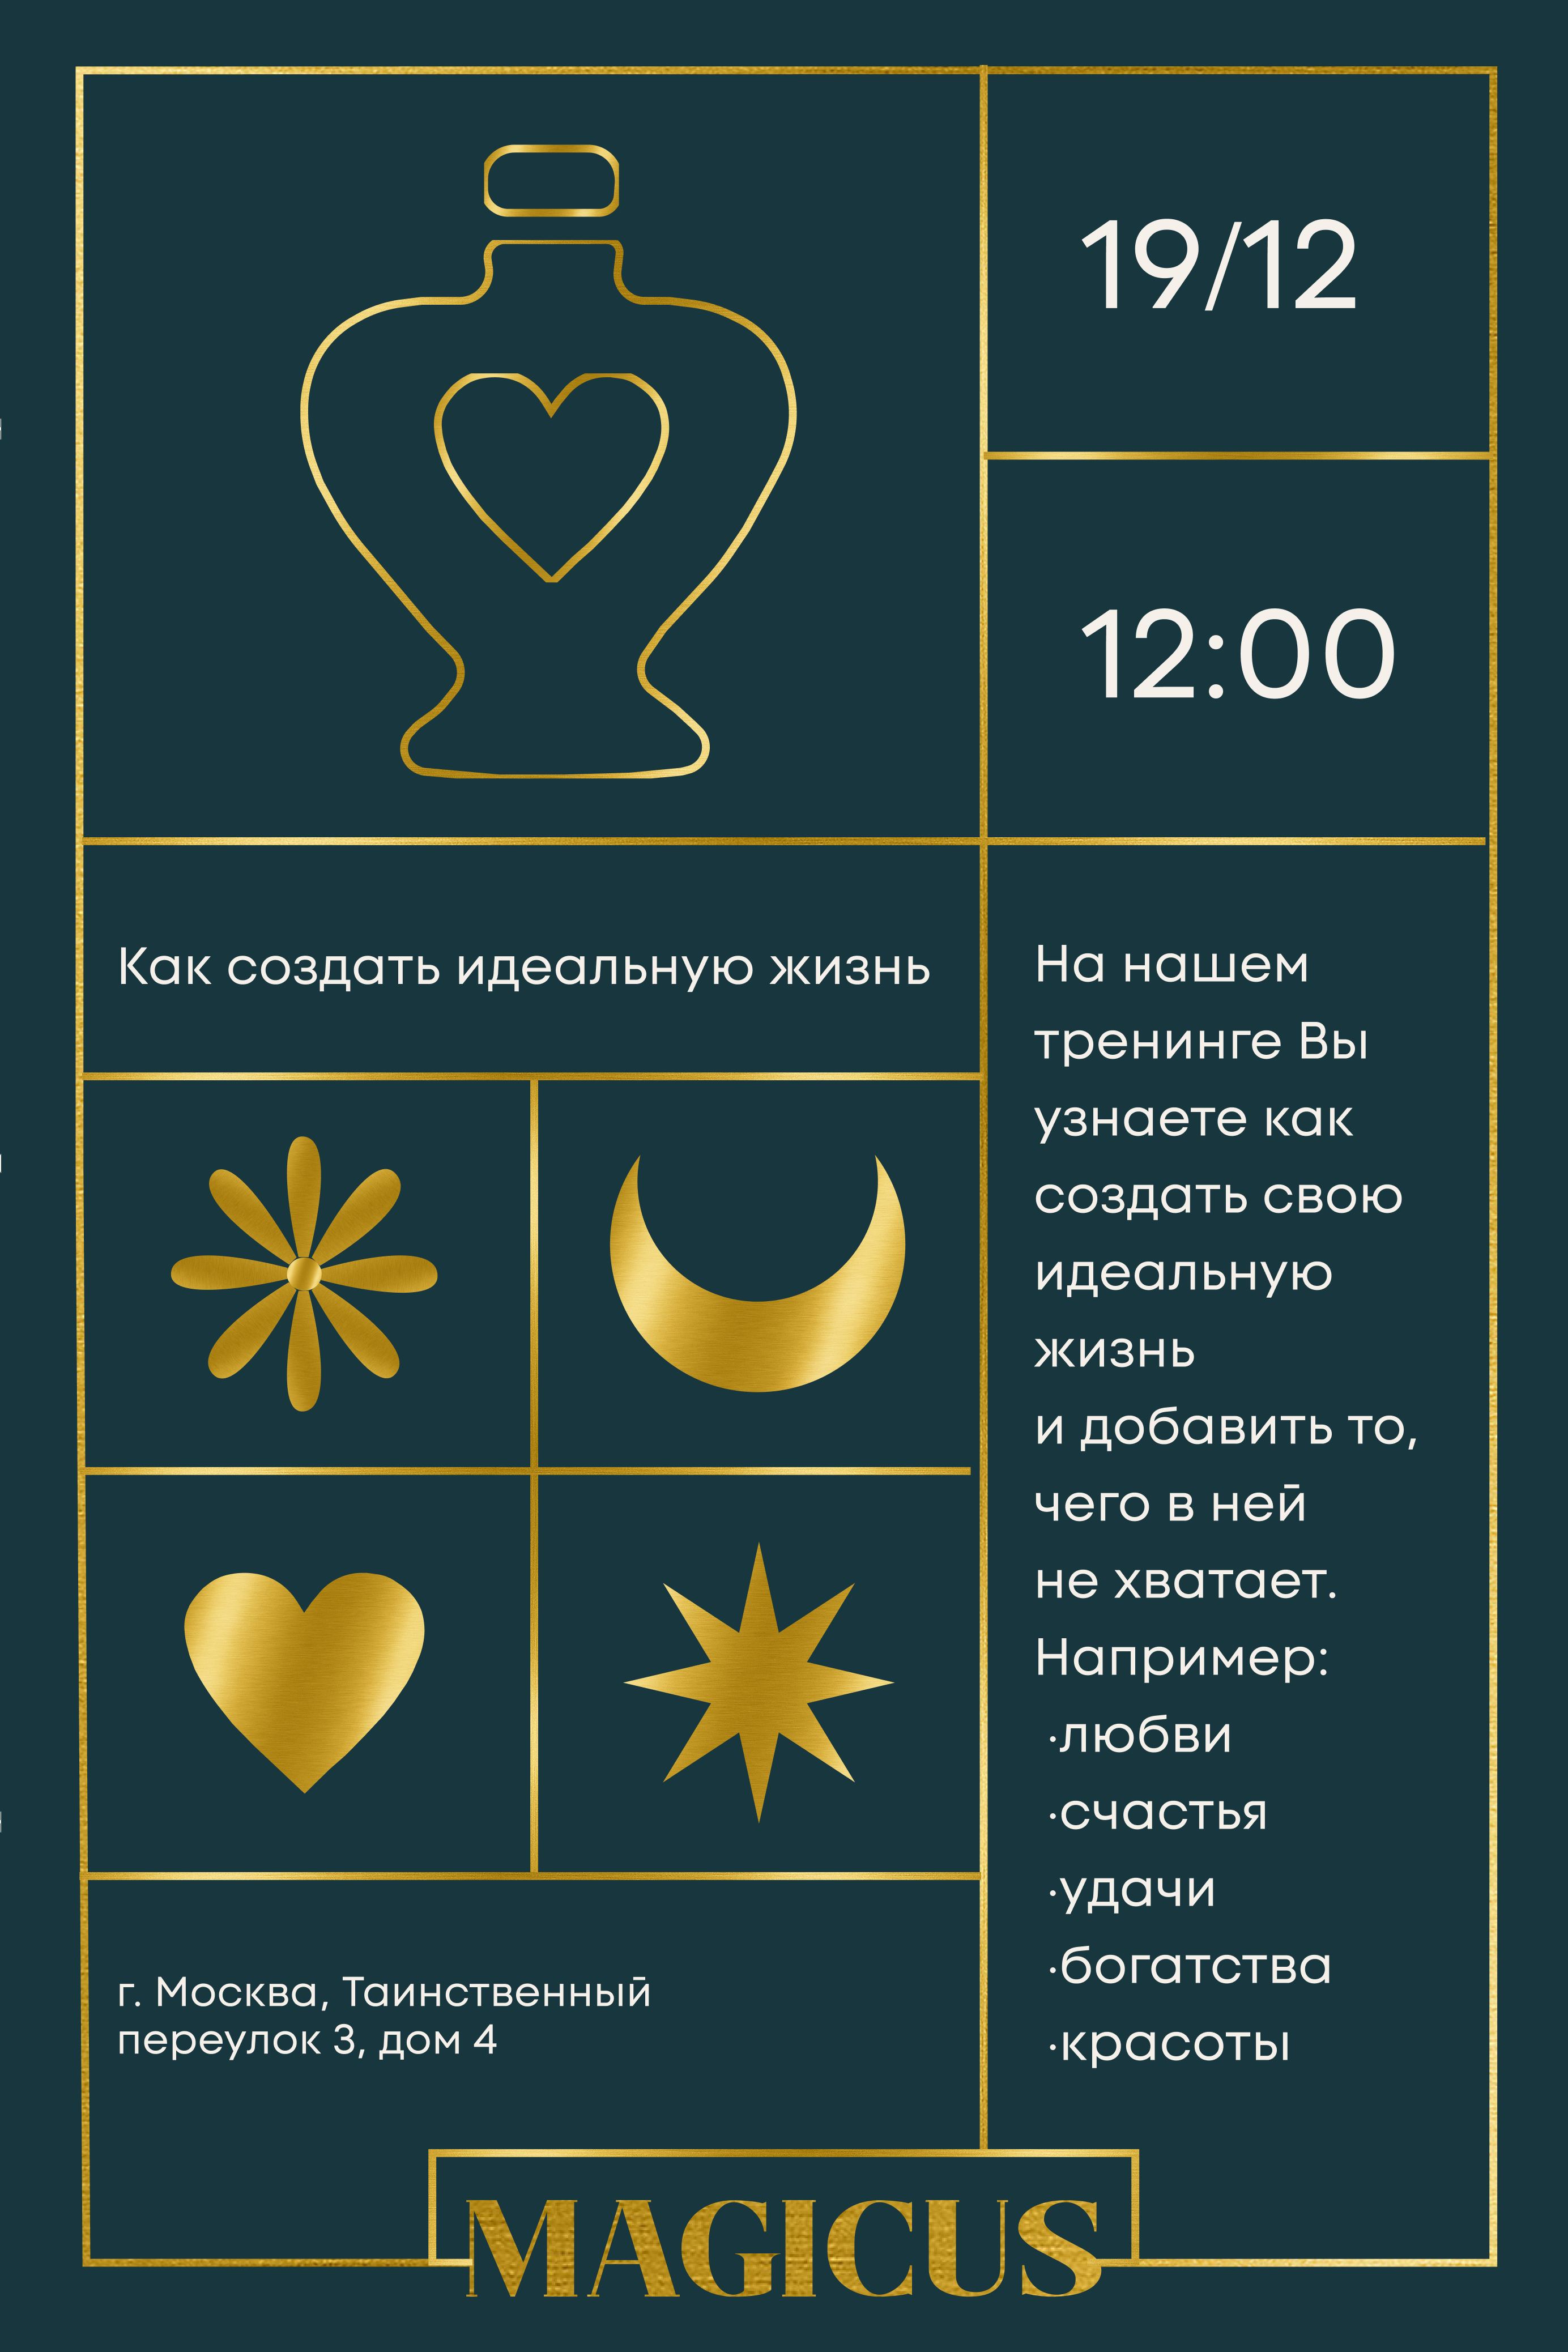 19/12
12:00
Как создать идеальную жизнь
На нашем
тренинге Вы
узнаете как
создать свою
идеальную
жизнь
и добавить то,
чего в ней
не хватает.
Например:
·любви
·счастья
·удачи
·богатства
·красоты
г. Москва, Таинственный
переулок 3, дом 4
MAGICUS